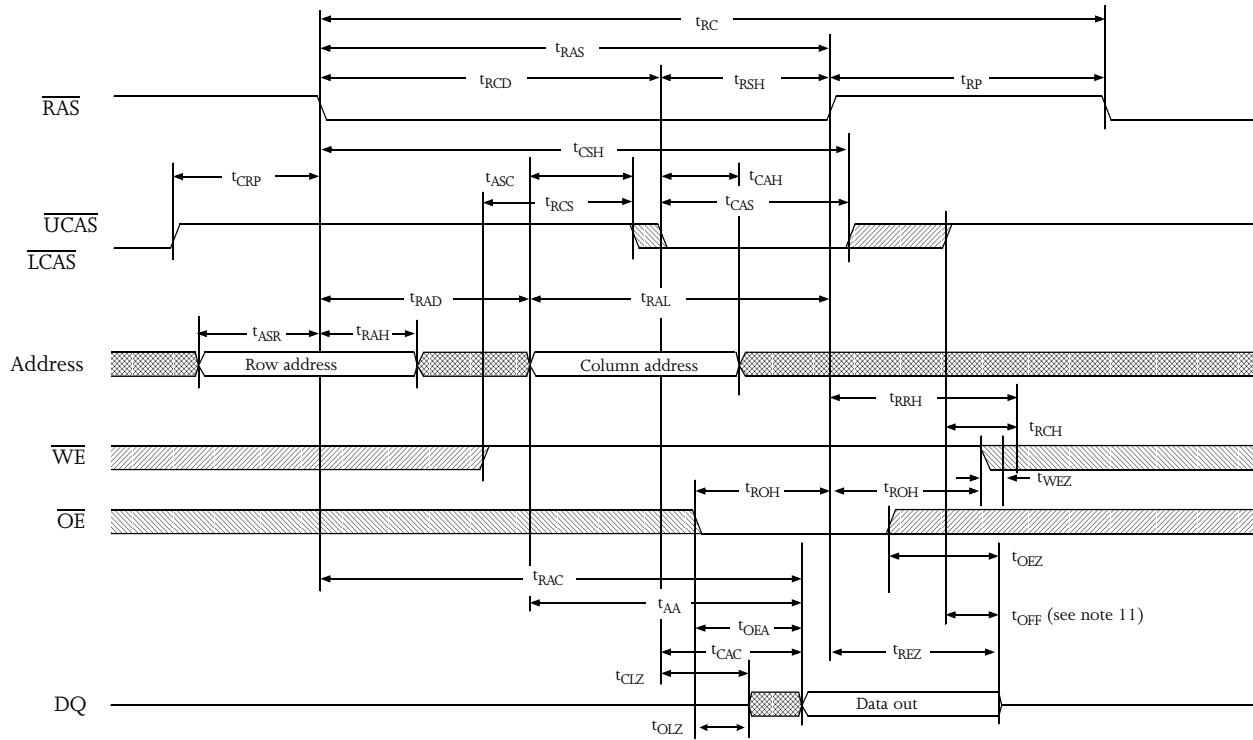 tRC
tRAS
tRCD
tRSH
tRP
RAS
tCSH
tCRP
tASC
tCAH
tRCS
tCAS
UCAS
LCAS
tRAD
tRAL
tASR
tRAH
Address
Row address
Column address
tRRH
tRCH
WE
tWEZ
tROH
tROH
OE
tOEZ
tRAC
tAA
tOFF (see note 11)
tOEA
tCAC
tREZ
tCLZ
DQ
Data out
tOLZ